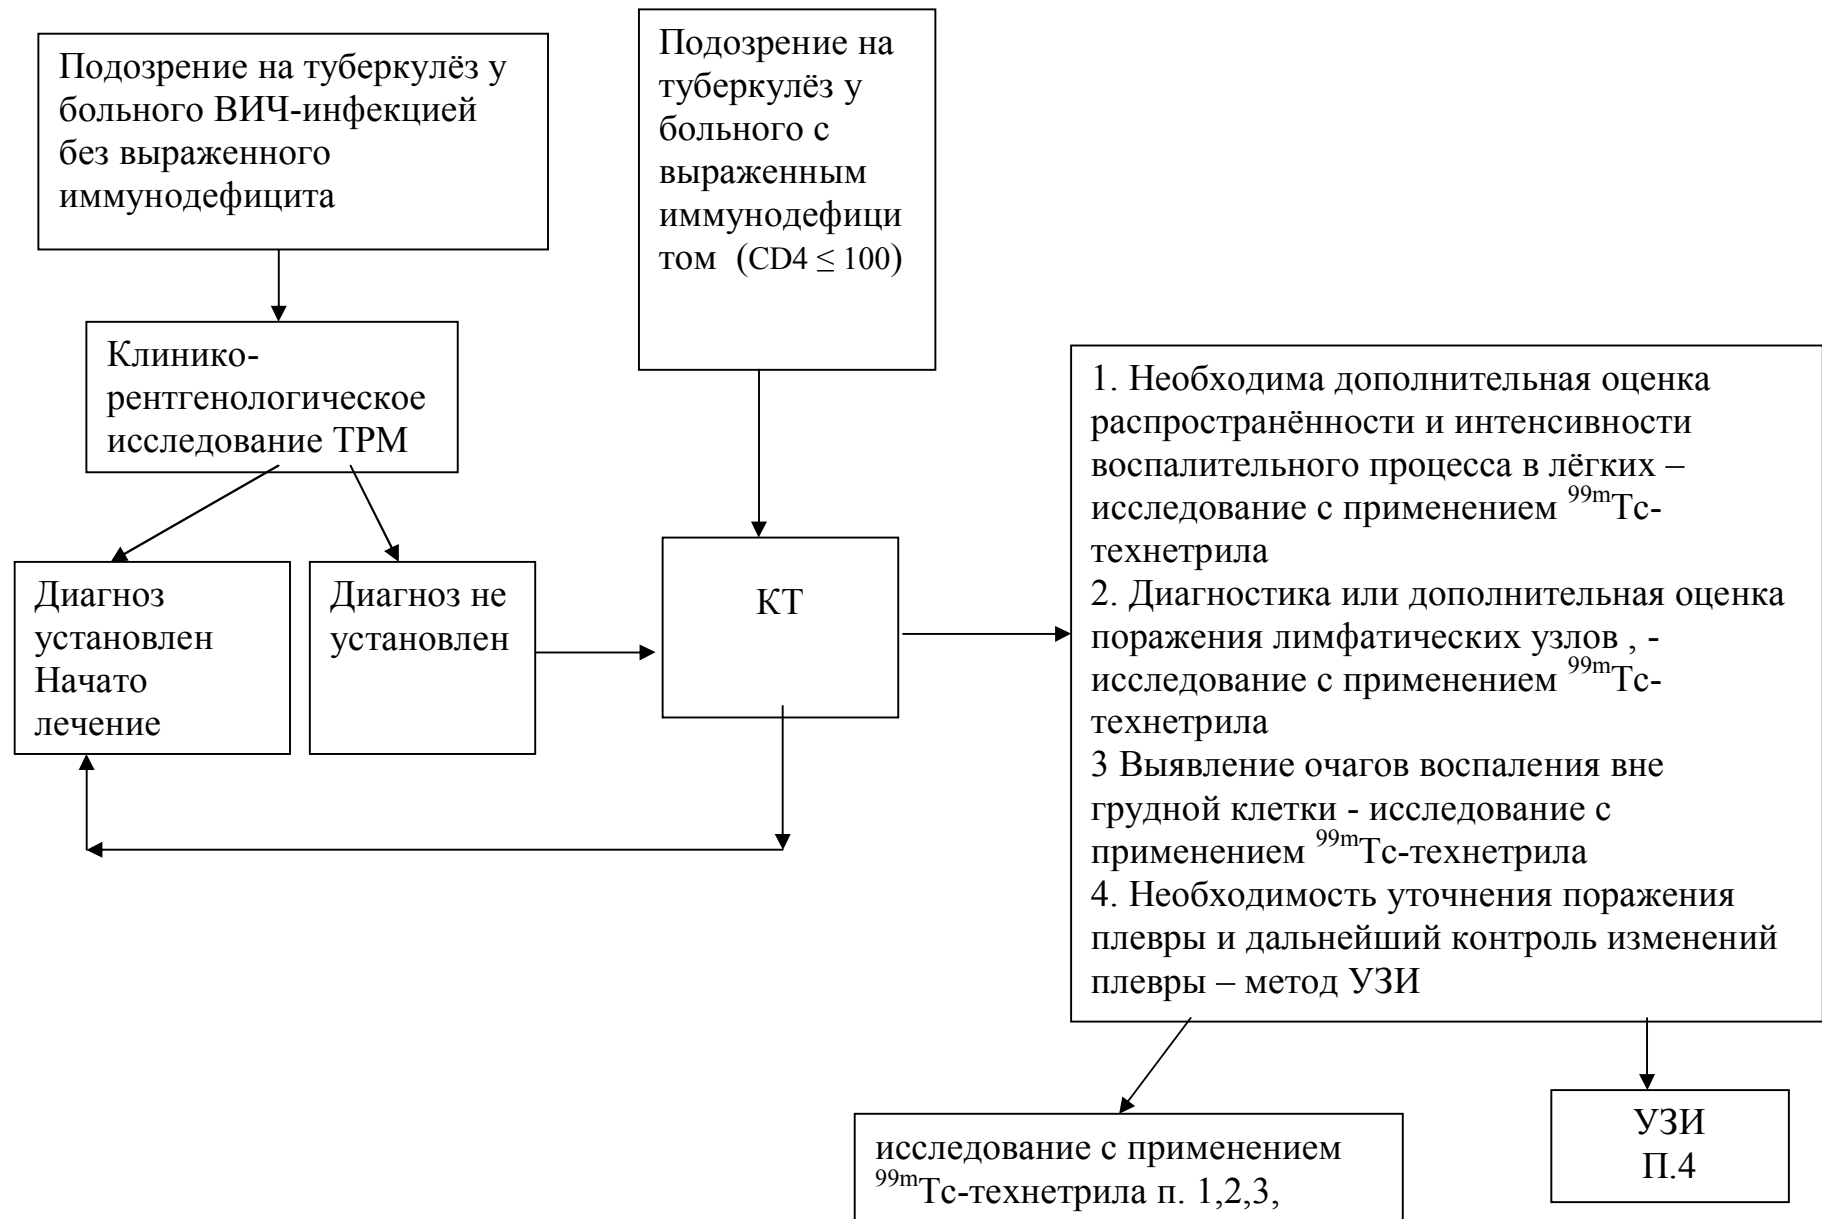 Подозрение на туберкулёз у
больного ВИЧ-инфекцией
без выраженного
иммунодефицита
Подозрение на
туберкулёз у
больного с
выраженным
иммунодефици
том (CD4 ≤ 100)
Клинико-
рентгенологическое
исследование ТРМ
Диагноз
установлен
Начато
лечение
Диагноз не
установлен
КТ
1. Необходима дополнительная оценка
распространённости и интенсивности
воспалительного процесса в лёгких –
исследование с применением ⁹⁹ᵐТс-
технетрила
2. Диагностика или дополнительная оценка
поражения лимфатических узлов , -
исследование с применением ⁹⁹ᵐТс-
технетрила
3 Выявление очагов воспаления вне
грудной клетки - исследование с
применением ⁹⁹ᵐТс-технетрила
4. Необходимость уточнения поражения
плевры и дальнейший контроль изменений
плевры – метод УЗИ
исследование с применением
⁹⁹ᵐТс-технетрила п. 1,2,3,
УЗИ
П.4